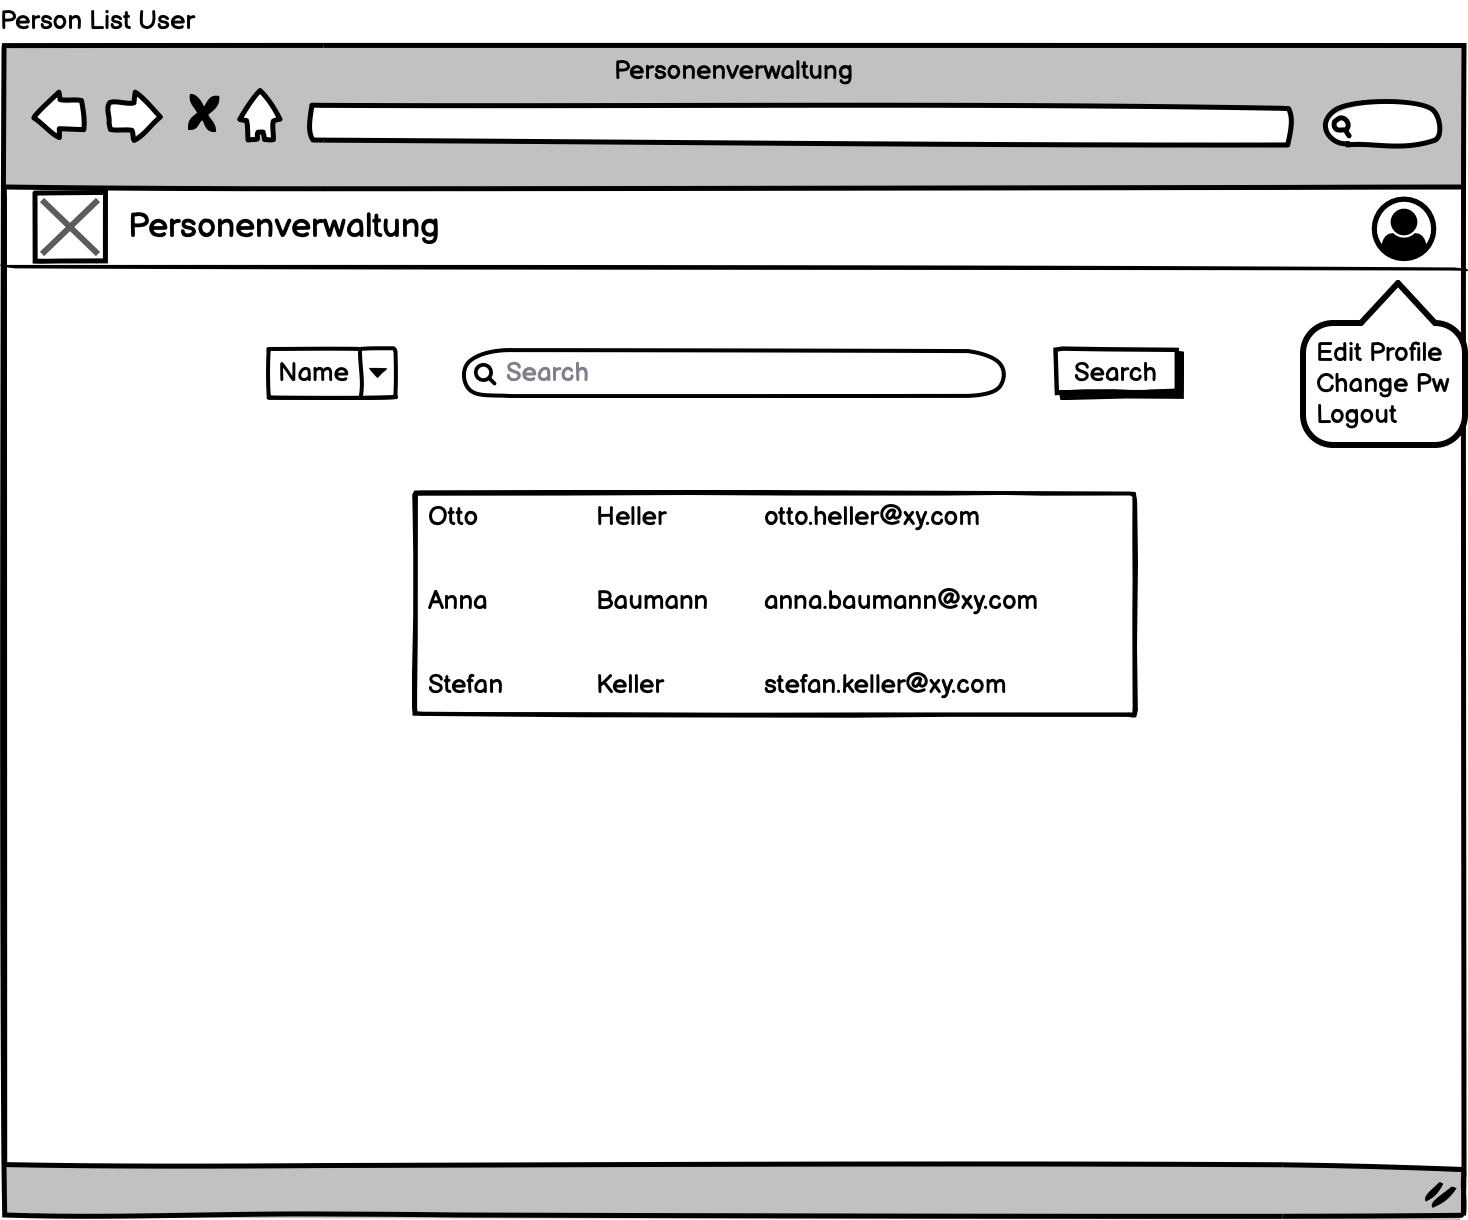 Person List User
Personenverwaltung
Personenverwaltung
Name
Search
Search
Edit Profile
Change Pw
Logout
Otto Heller otto.heller@xy.com
Anna Baumann anna.baumann@xy.com
Stefan Keller stefan.keller@xy.com